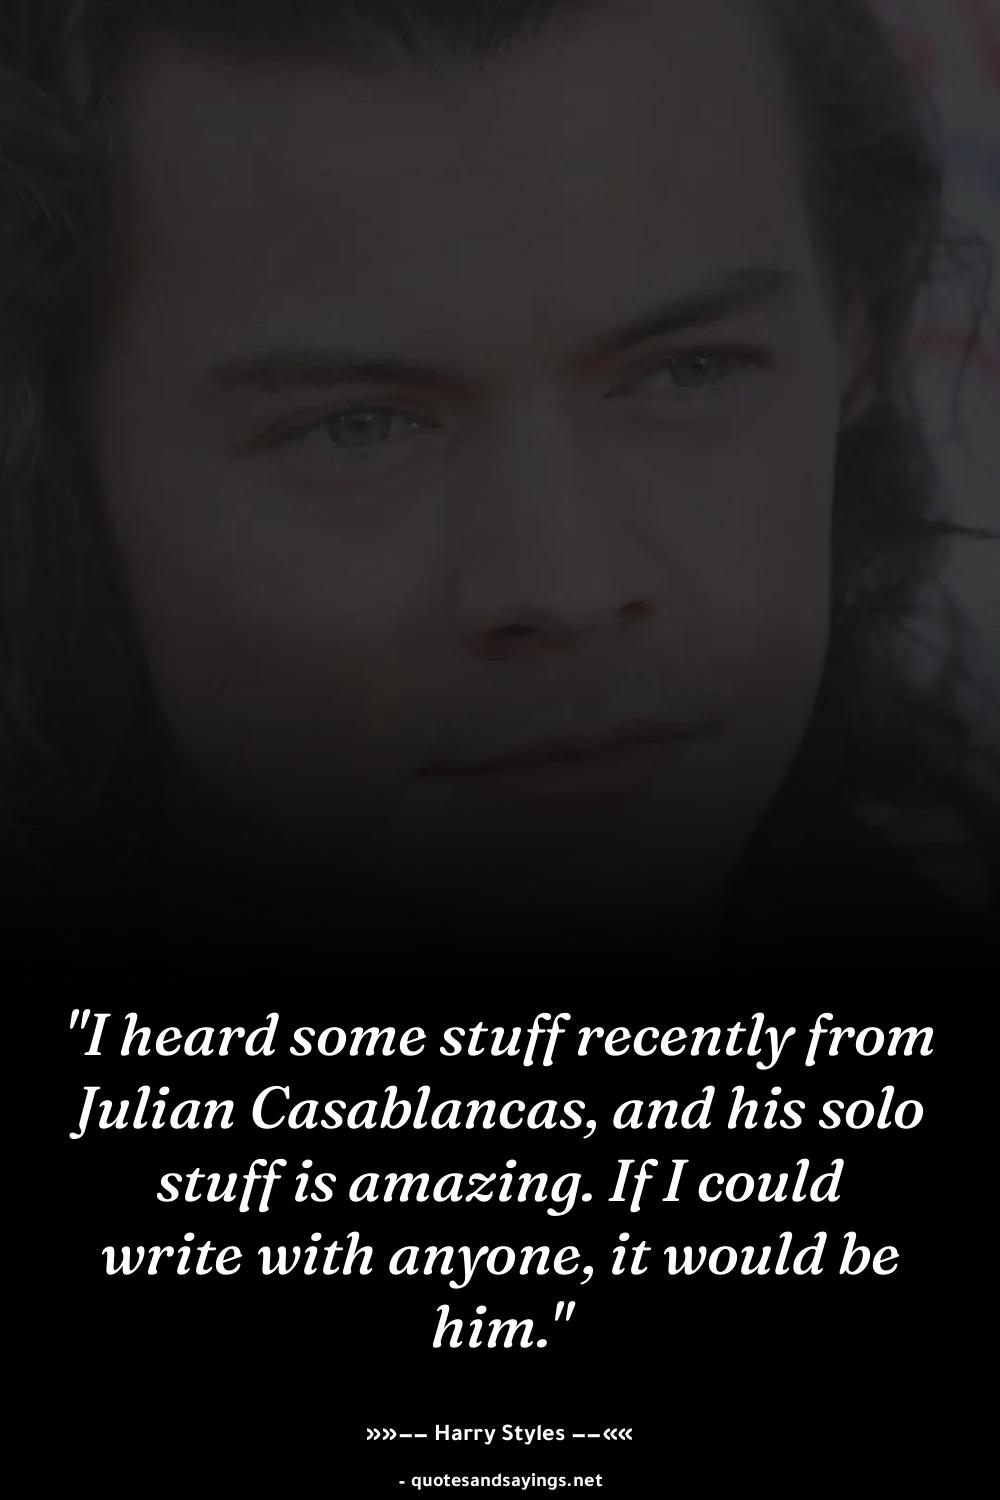 "I heard some stuff recently from
Julian Casablancas, and his solo
stuff is amazing. If I could
write with anyone, it would be
him."
»»–– Harry Styles ––««
- quotesandsayings.net